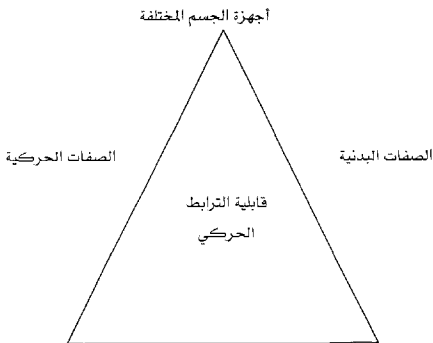 أجهزة الجسم المختلفة
الصفات البدنية
الصفات الحركية
قابلية الترابط
الحركي